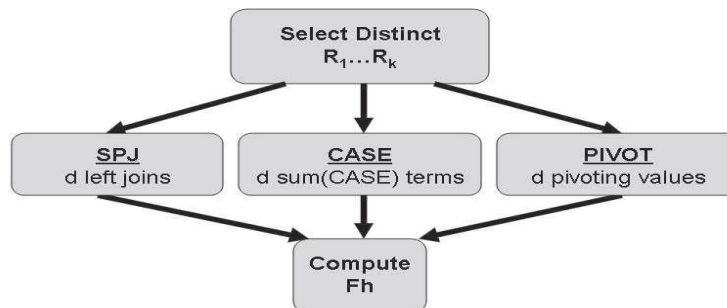 Select Distinct
R₁...Rₖ
SPJ
d left joins
CASE
d sum(CASE) terms
PIVOT
d pivoting values
Compute
Fh